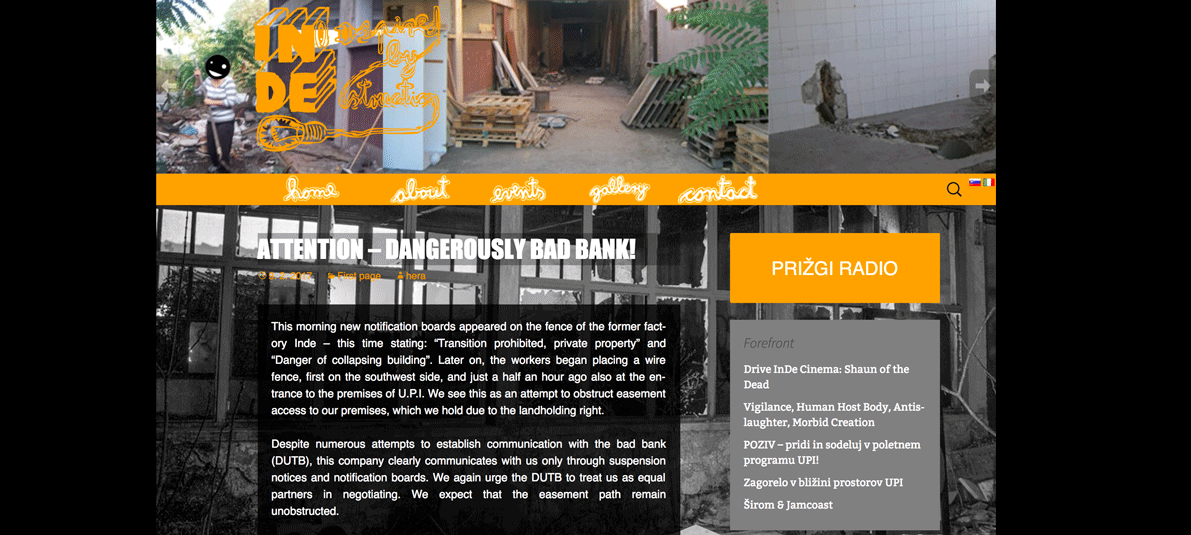 IN
DE
home about events gallery contact
ATTENTION – DANGEROUSLY BAD BANK!
2017 First page hera
This morning new notification boards appeared on the fence of the former fact-
ory Inde – this time stating: “Transition prohibited, private property” and
“Danger of collapsing building”. Later on, the workers began placing a wire
fence, first on the southwest side, and just a half an hour ago also at the en-
trance to the premises of U.P.I. We see this as an attempt to obstruct easement
access to our premises, which we hold due to the landholding right.
Despite numerous attempts to establish communication with the bad bank
(DUTB), this company clearly communicates with us only through suspension
notices and notification boards. We again urge the DUTB to treat us as equal
partners in negotiating. We expect that the easement path remain
unobstructed.
PRIŽGI RADIO
Forefront
Drive InDe Cinema: Shaun of the
Dead
Vigilance, Human Host Body, Antis-
laughter, Morbid Creation
POZIV – pridi in sodeluj v poletnem
programu UPI!
Zagorelo v bližini prostorov UPI
Širom & Jamcoast